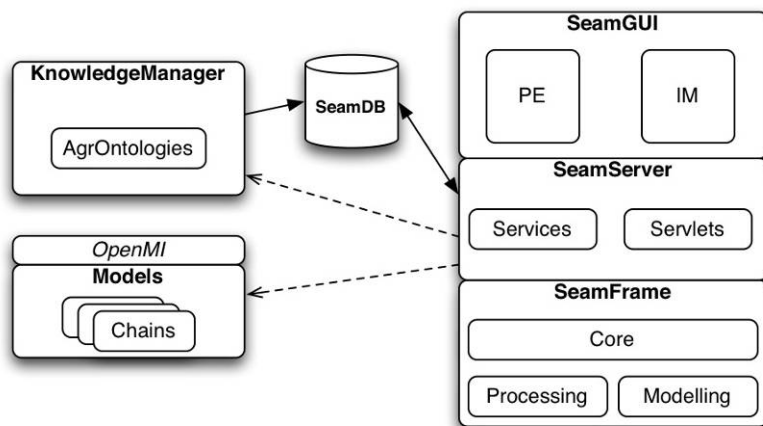 KnowledgeManager
AgrOntologies
SeamDB
OpenMI
Models
Chains
SeamGUI
PE
IM
SeamServer
Services
Servlets
SeamFrame
Core
Processing
Modelling